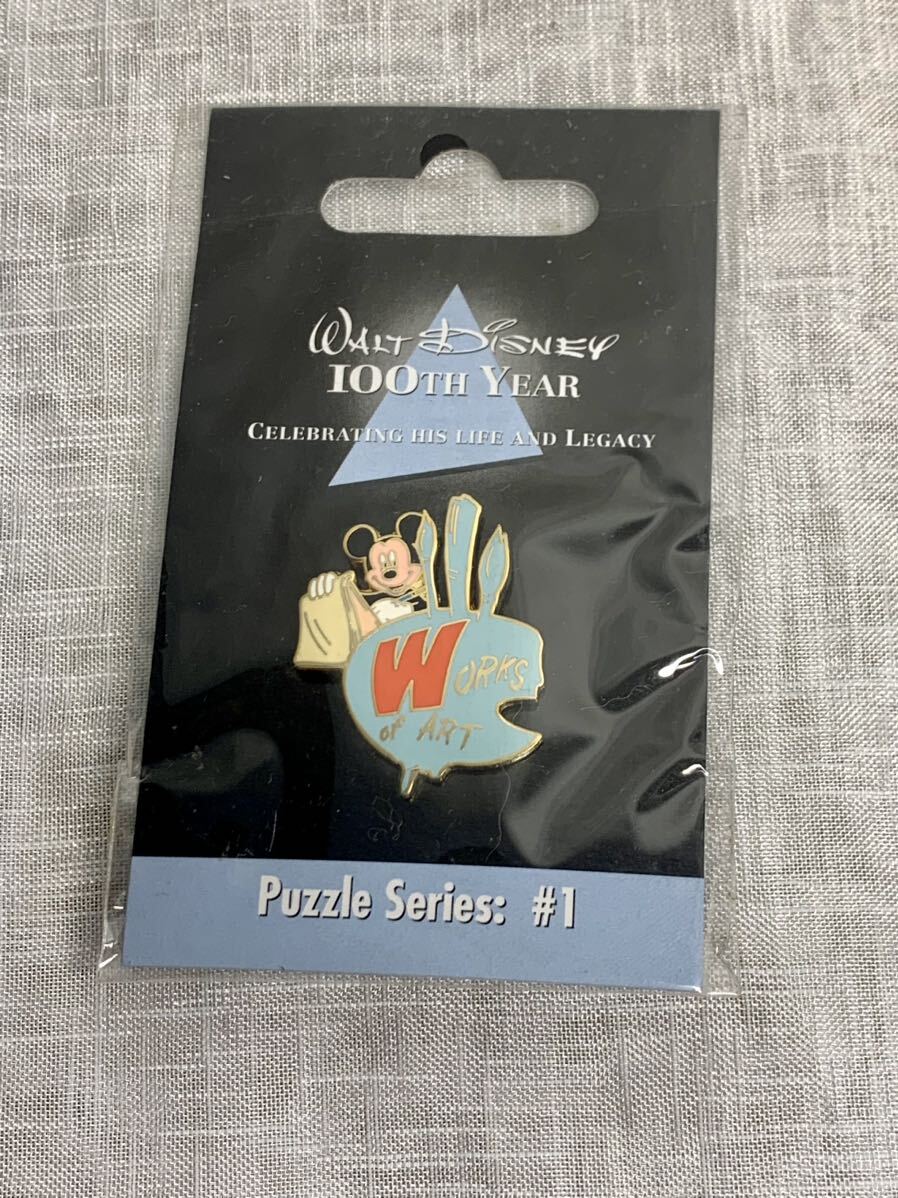 WALT DISNEY
100TH YEAR
CELEBRATING HIS LIFE AND LEGACY
WORKS
OF ART
Puzzle Series: #1